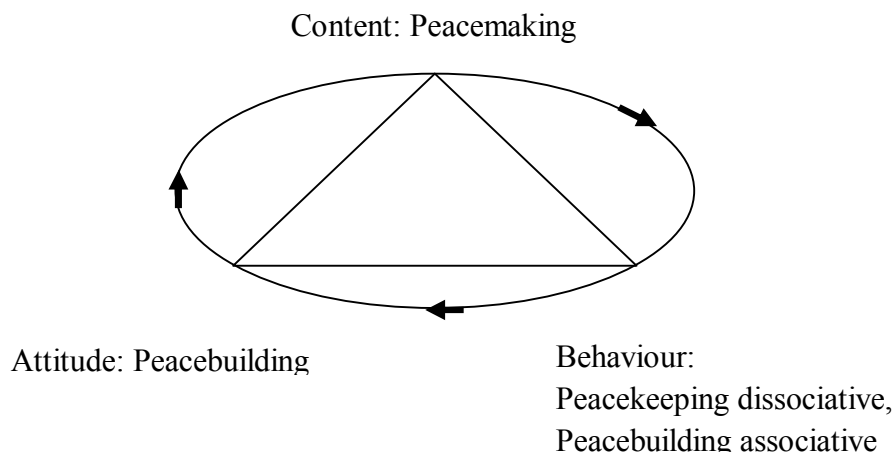 Content: Peacemaking
Attitude: Peacebuilding
Behaviour:
Peacekeeping dissociative,
Peacebuilding associative